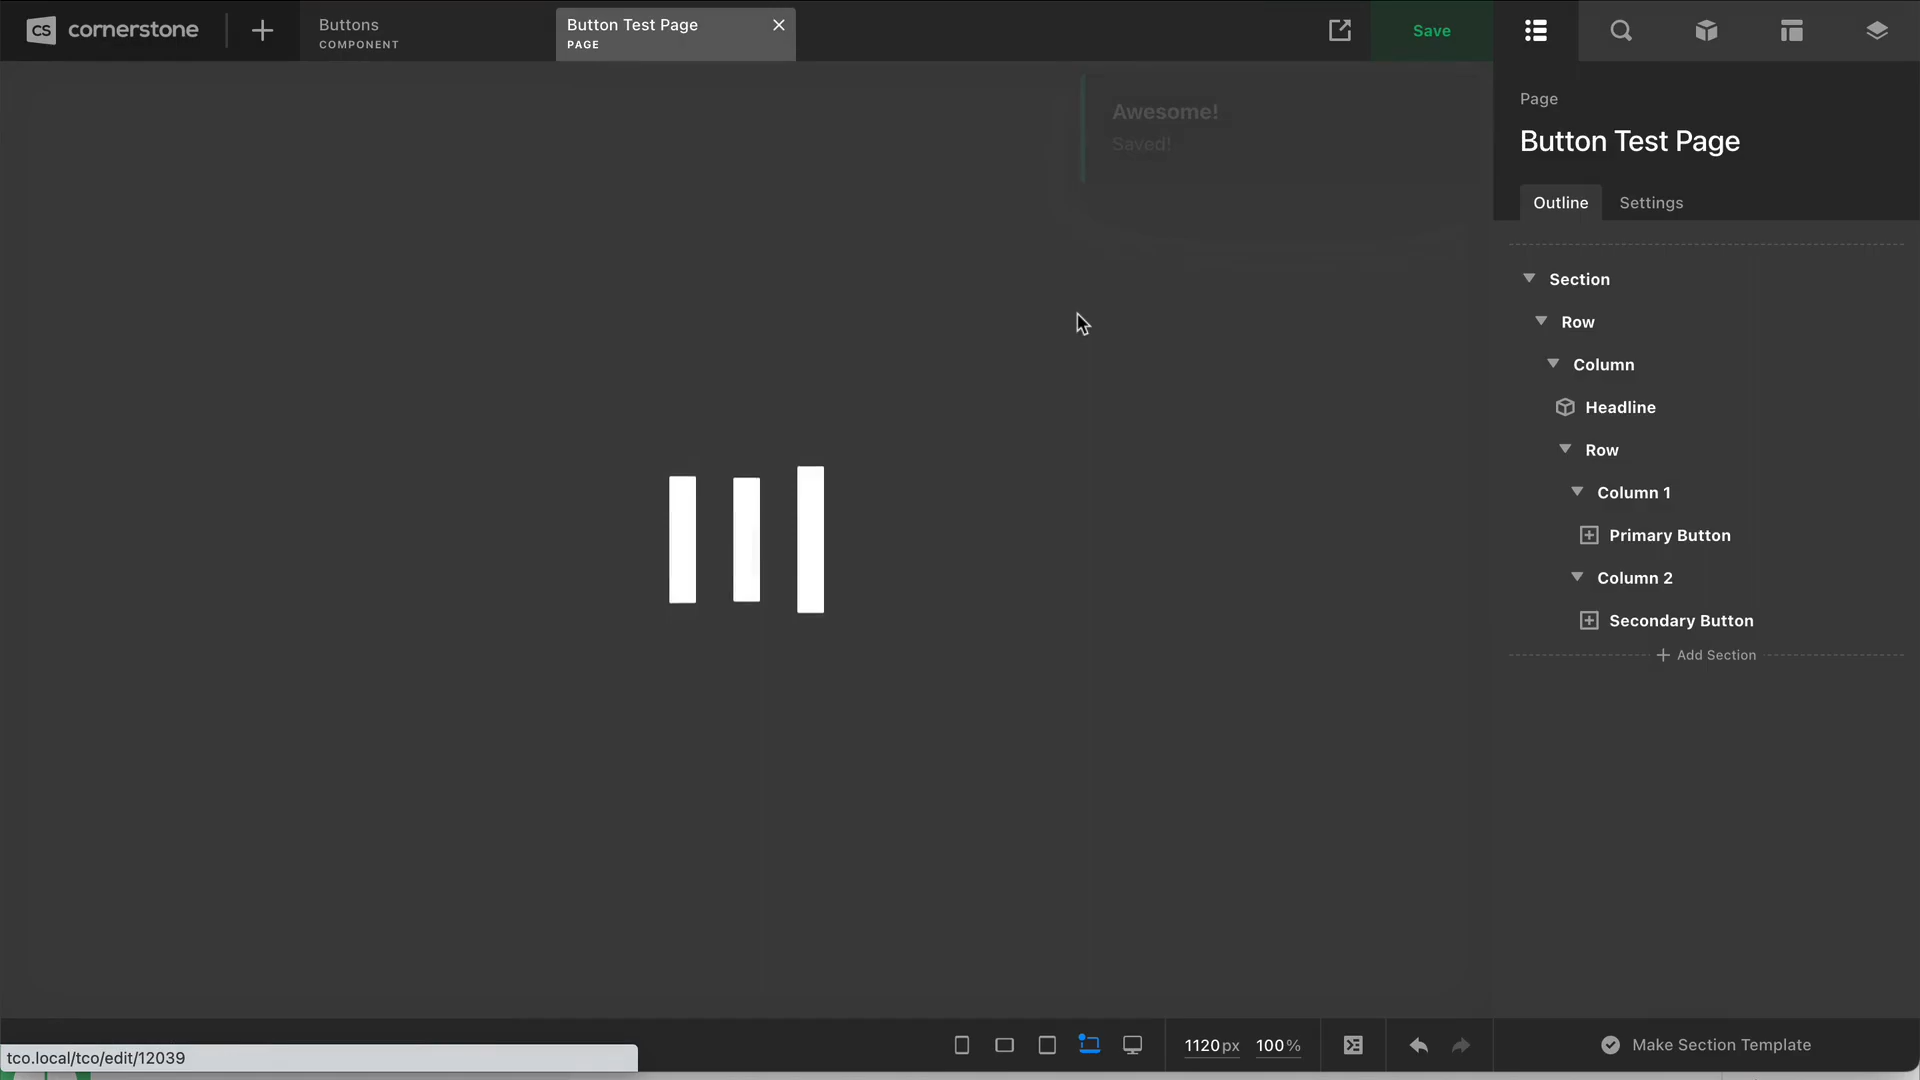 CS cornerstone
Buttons
COMPONENT
Button Test Page
PAGE
Save
Awesome!
Saved!
Page
Button Test Page
Outline
Settings
Section
Row
Column
Headline
Row
Column 1
Primary Button
Column 2
Secondary Button
Add Section
1120px
100%
Make Section Template
tco.local/tco/edit/12039